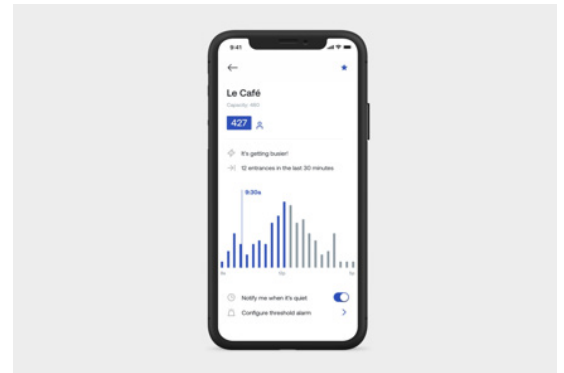 9:41
Le Café
Capacity: 460
427
It's getting busier!
12 entrances in the last 30 minutes
9:30a
Notify me when it's quiet
Configure threshold alarm